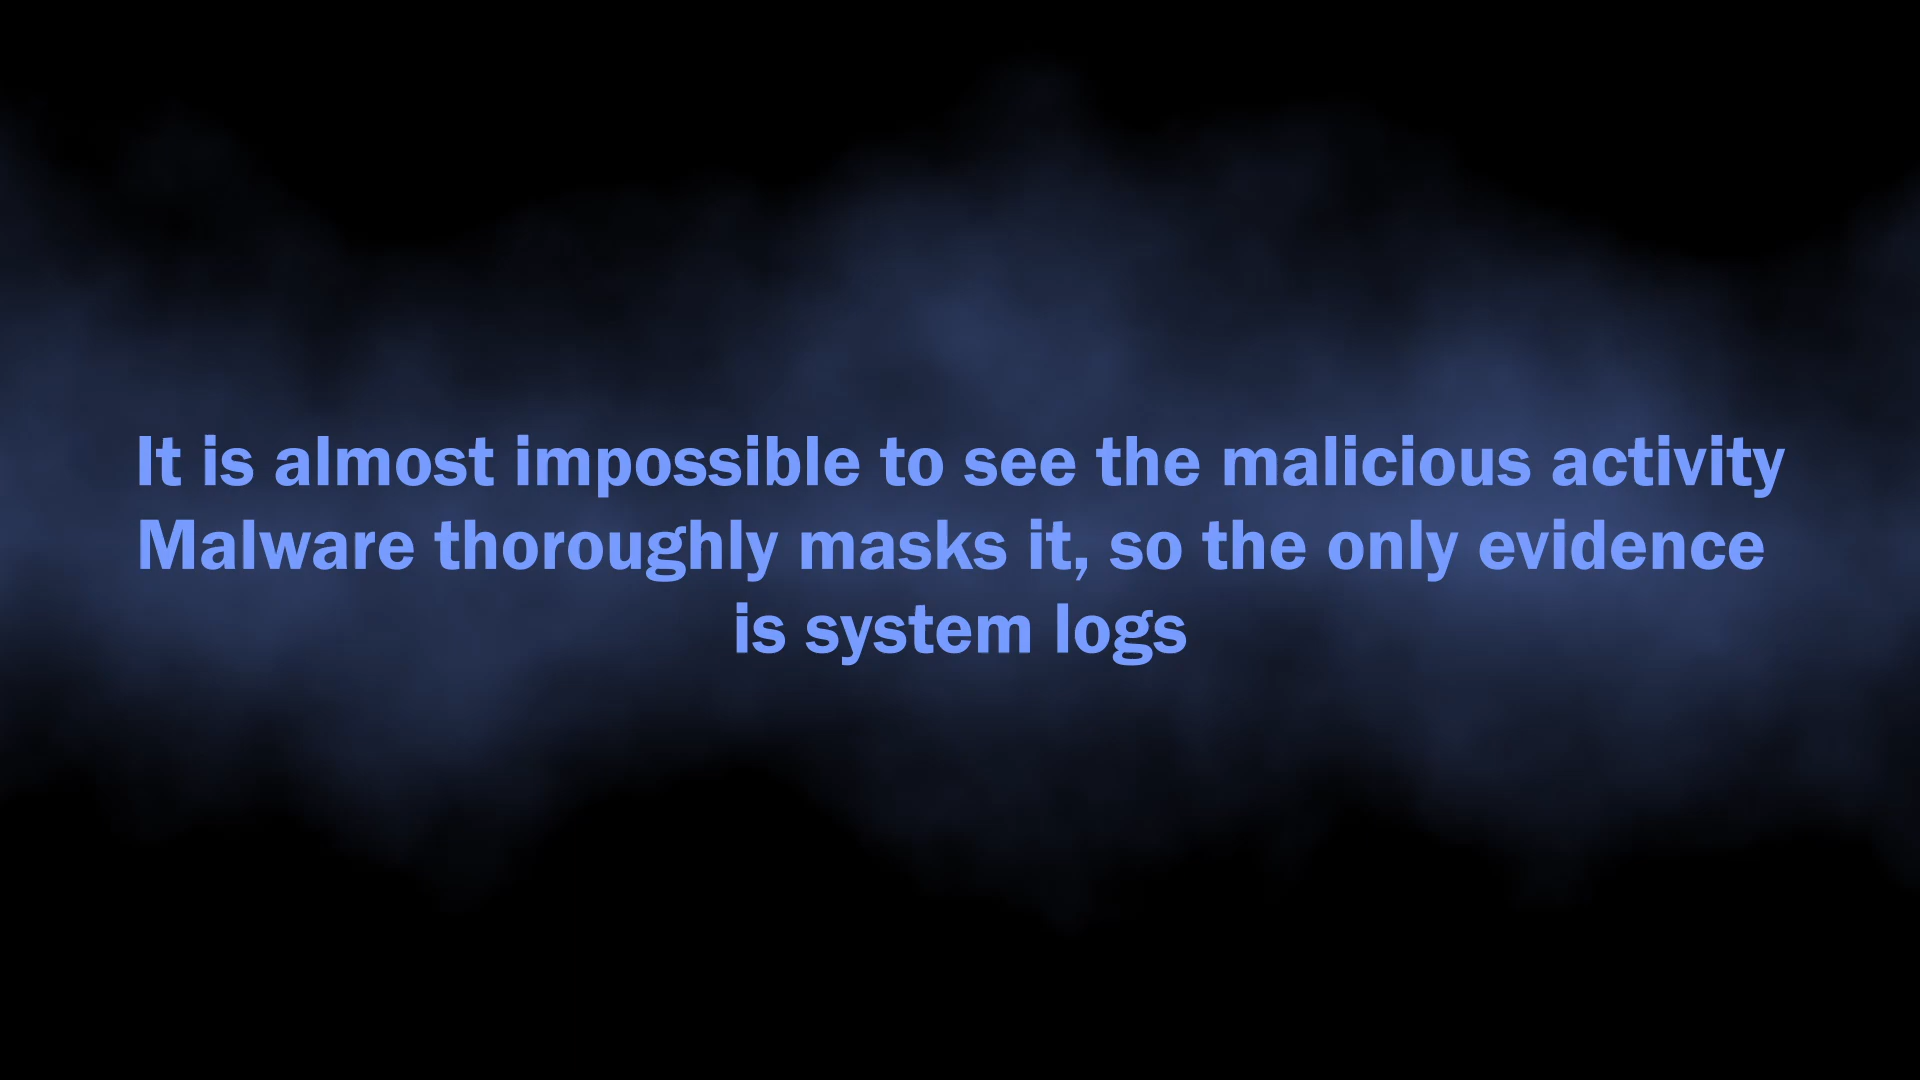 It is almost impossible to see the malicious activity
Malware thoroughly masks it, so the only evidence
is system logs